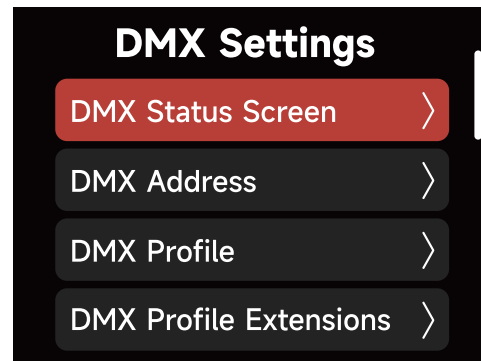 DMX Settings
DMX Status Screen
DMX Address
DMX Profile
DMX Profile Extensions